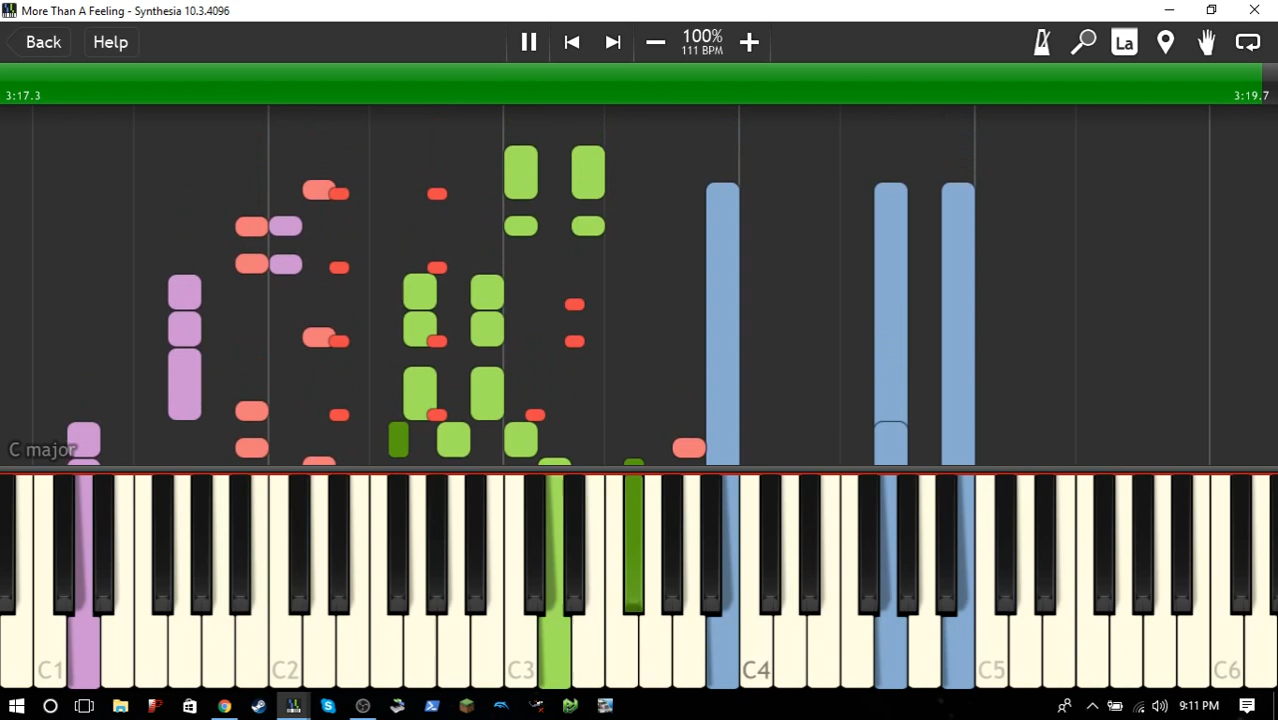 More Than A Feeling - Synthesia 10.3.4096
Back
Help
100%
111 BPM
La
3:17.3
3:19.7
C major
C1
C2
C3
C4
C5
C6
9:11 PM